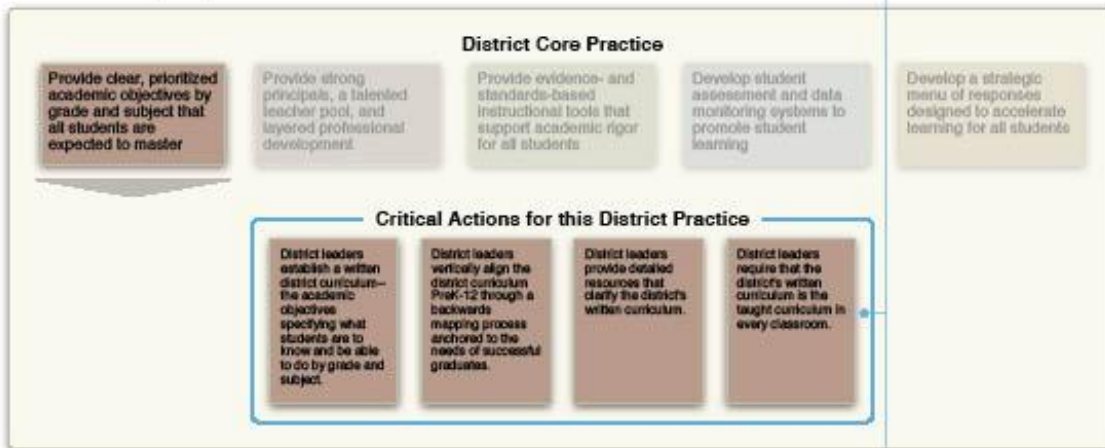 District Core Practice
Provide clear, prioritized
academic objectives by
grade and subject that
all students are
expected to master
Provide strong
principals, a talented
teacher pool, and
layered professional
development
Provide evidence- and
standards-based
instructional tools that
support academic rigor
for all students
Develop student
assessment and data
monitoring systems to
promote student
learning
Develop a strategic
menu of responses
designed to accelerate
learning for all students
Critical Actions for this District Practice
District leaders
establish a written
district curriculum—
the academic
objectives
specifying what
students are to
know and be able
to do by grade and
subject.
District leaders
vertically align the
district curriculum
PreK-12 through a
backwards
mapping process
anchored to the
needs of successful
graduates.
District leaders
provide detailed
resources that
clarify the district's
written curriculum.
District leaders
require that the
district's written
curriculum is the
taught curriculum in
every classroom.